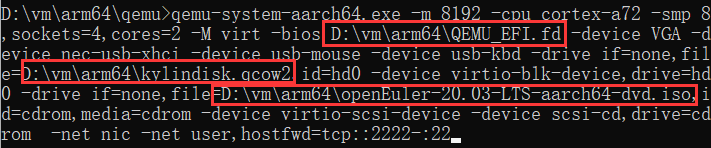 D:\vm\arm64\qemu>qemu-system-aarch64.exe -m 8192 -cpu cortex-a72 -smp 8
,sockets=4,cores=2 -M virt -bios D:\vm\arm64\QEMU_EFI.fd -device VGA -d
evice nec-usb-xhci -device usb-mouse -device usb-kbd -drive if=none,fil
e=D:\vm\arm64\kylindisk.qcow2,id=hd0 -device virtio-blk-device,drive=hd
0 -drive if=none,file=D:\vm\arm64\openEuler-20.03-LTS-aarch64-dvd.iso,i
d=cdrom,media=cdrom -device virtio-scsi-device -device scsi-cd,drive=cd
rom  -net nic -net user,hostfwd=tcp::2222-:22